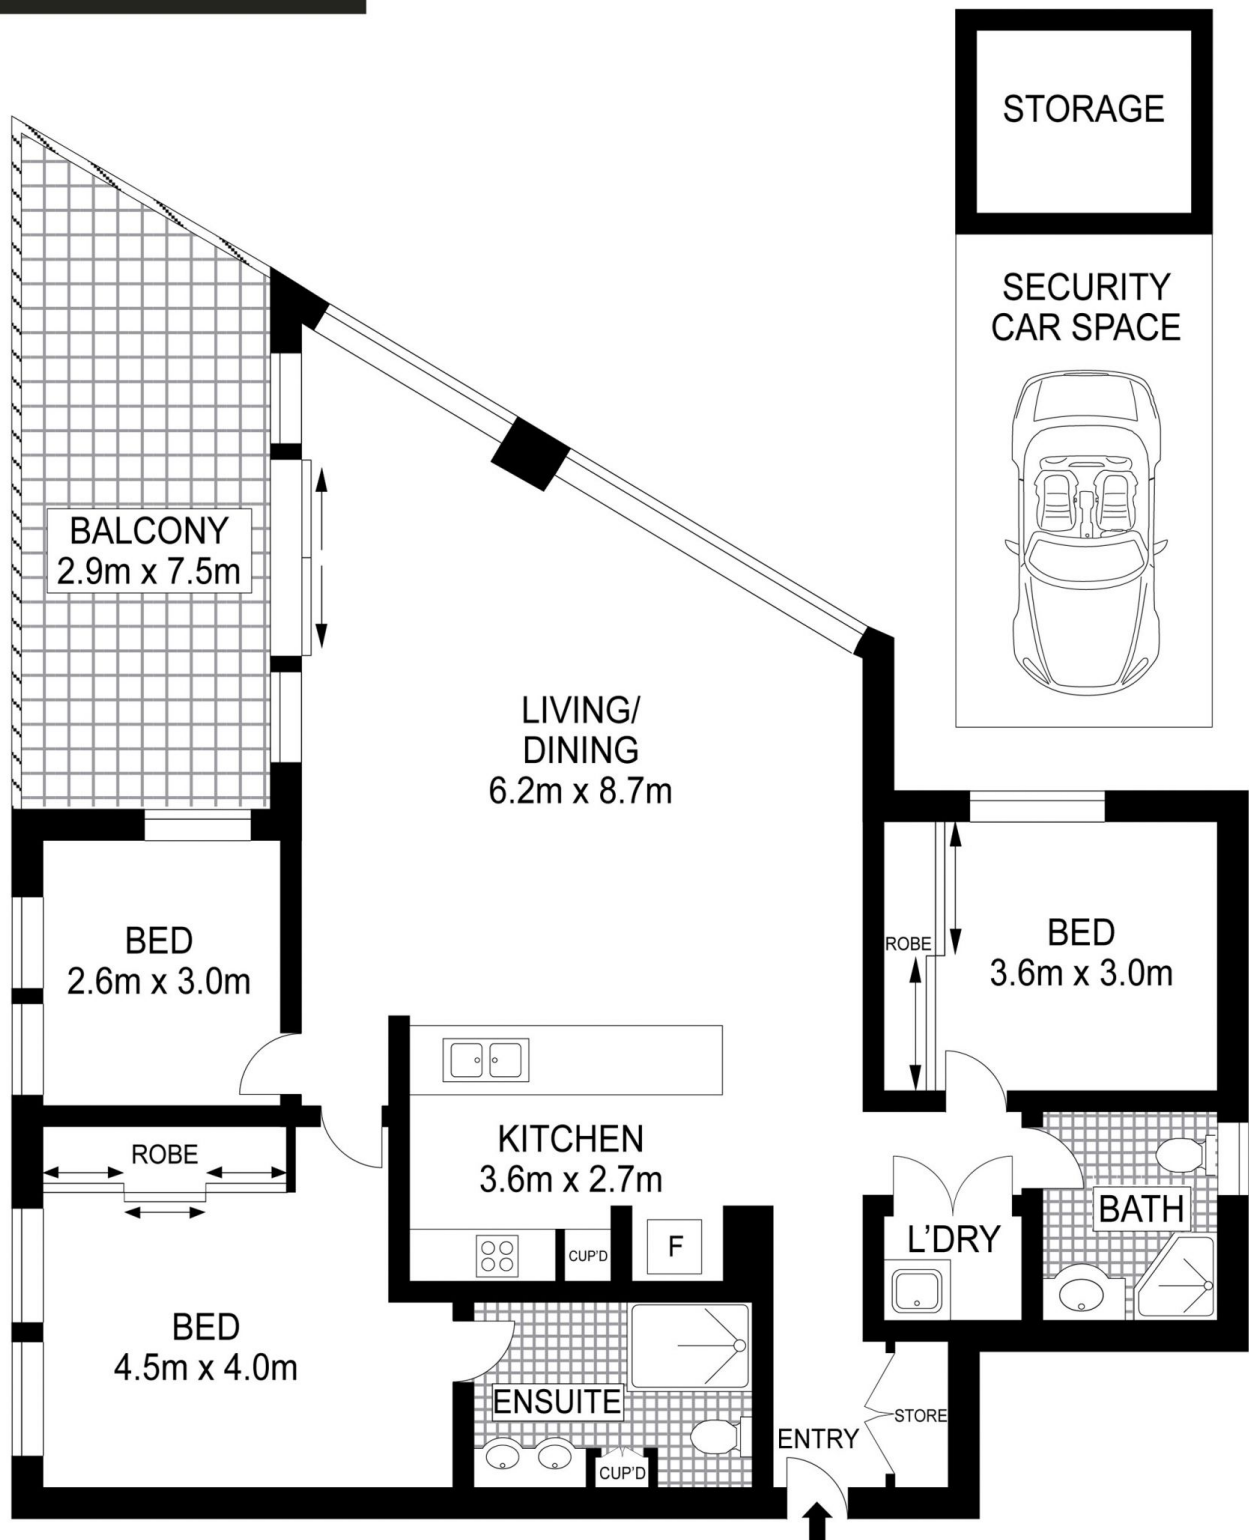 STORAGE
SECURITY
CAR SPACE
BALCONY
2.9m x 7.5m
LIVING/
DINING
6.2m x 8.7m
BED
2.6m x 3.0m
ROBE
BED
3.6m x 3.0m
KITCHEN
3.6m x 2.7m
ROBE
BATH
L'DRY
F
CUP'D
BED
4.5m x 4.0m
ENSUITE
STORE
ENTRY
CUP'D